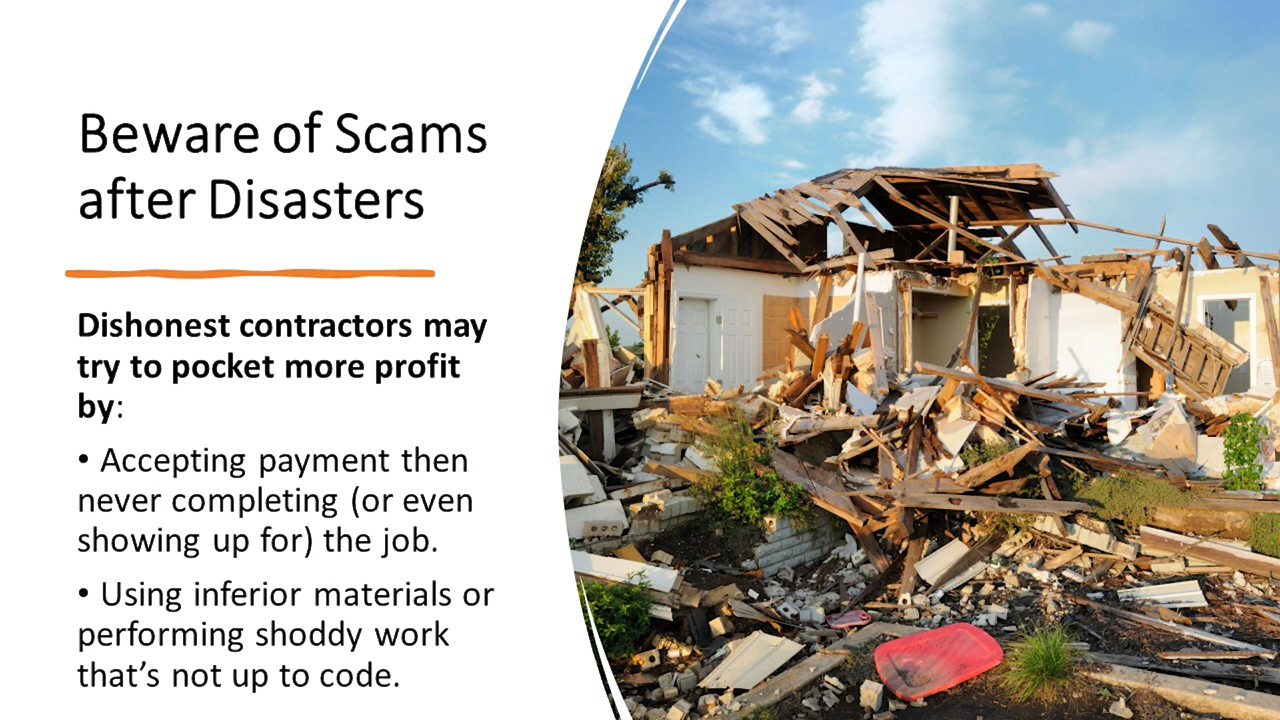 Beware of Scams
after Disasters
Dishonest contractors may
try to pocket more profit
by:
• Accepting payment then
never completing (or even
showing up for) the job.
• Using inferior materials or
performing shoddy work
that’s not up to code.